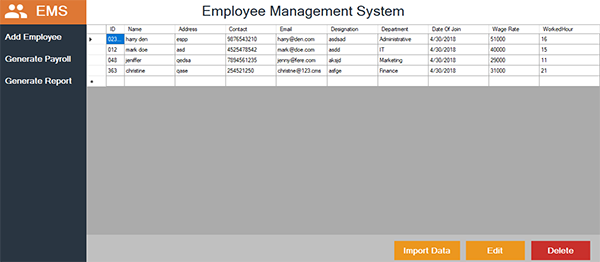 EMS
Employee Management System
Add Employee
Generate Payroll
Generate Report
ID Name Address Contact Email Designation Department Date Of Join Wage Rate WorkedHour
023... harry den espp 9876543210 harry@den.com asdsad Administrative 4/30/2018 51000 16
012 mark doe asd 4525478542 mark@doe.com asdd IT 4/30/2018 40000 15
048 jeniffer qedsa 7894561235 jenny@fere.com aksjd Marketing 4/30/2018 29000 11
363 christine qase 254521250 christne@123.cms asfge Finance 4/30/2018 31000 21
Import Data
Edit
Delete